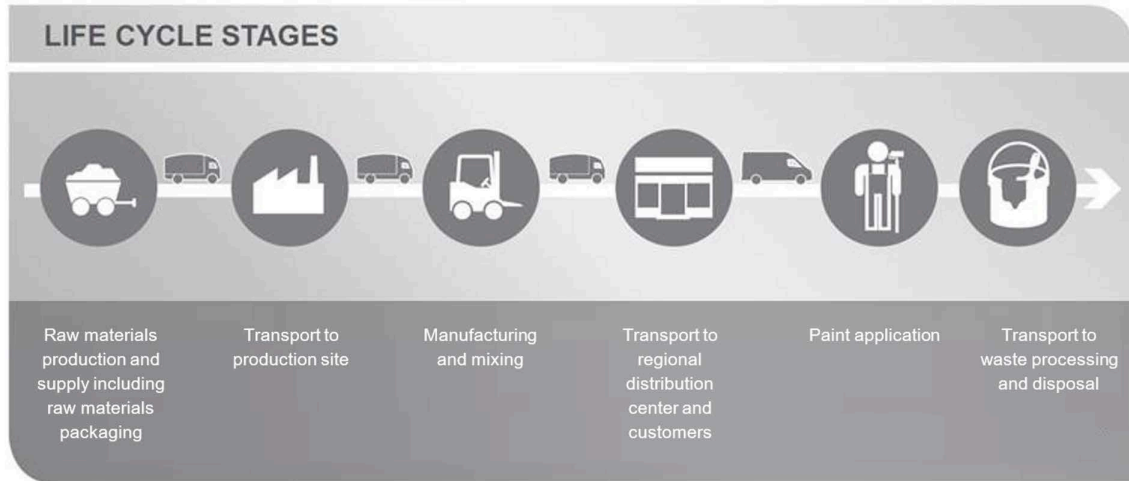 LIFE CYCLE STAGES
Raw materials
production and
supply including
raw materials
packaging
Transport to
production site
Manufacturing
and mixing
Transport to
regional
distribution
center and
customers
Paint application
Transport to
waste processing
and disposal